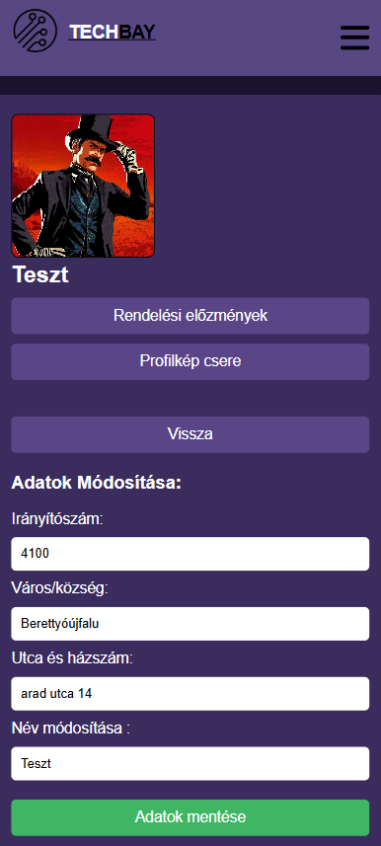 TECHBAY
Teszt
Rendelési előzmények
Profilkép csere
Vissza
Adatok Módosítása:
Irányítószám:
4100
Város/község:
Berettyóújfalu
Utca és házszám:
arad utca 14
Név módosítása :
Teszt
Adatok mentése